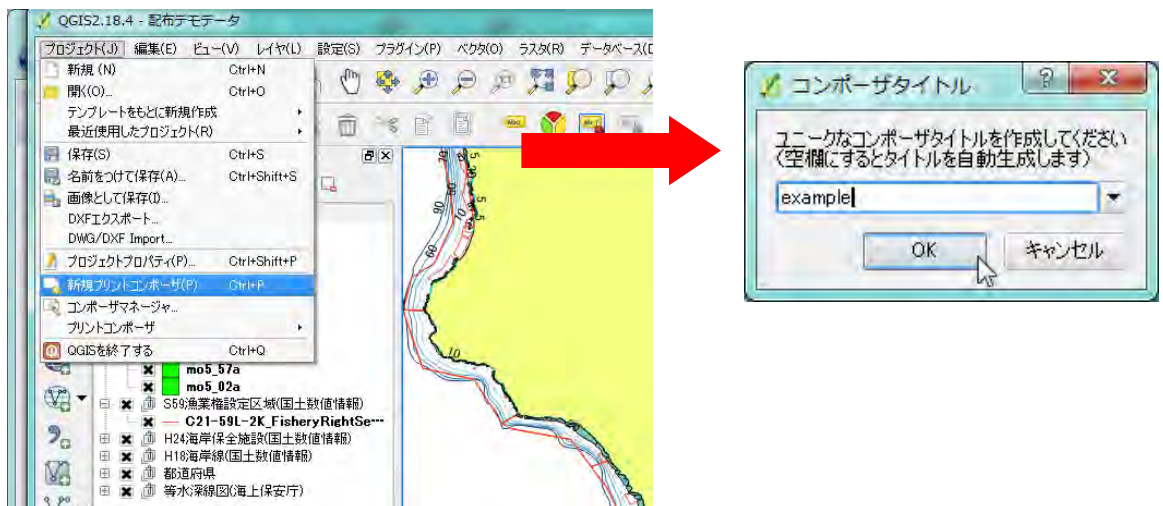 QGIS2.18.4 - 配布デモデータ
プロジェクト(J) 編集(E) ビュー(V) レイヤ(L) 設定(S) プラグイン(P) ベクタ(O) ラスタ(R) データベース(D
新規(N) Ctrl+N
開く(O)... Ctrl+O
テンプレートをもとに新規作成
最近使用したプロジェクト(R)
保存(S) Ctrl+S
名前をつけて保存(A)... Ctrl+Shift+S
画像として保存(I)...
DXFエクスポート...
DWG/DXF Import...
プロジェクトプロパティ(P)... Ctrl+Shift+P
新規プリントコンポーザ(P) Ctrl+P
コンポーザマネージャ...
プリントコンポーザ
QGISを終了する Ctrl+Q
mo5_57a
mo5_02a
S59漁業権設定区域(国土数値情報)
C21-59L-2K_FisheryRightSe…
H24海岸保全施設(国土数値情報)
H18海岸線(国土数値情報)
都道府県
等水深線図(海上保安庁)
90
60
10
5
10
コンポーザタイトル
ユニークなコンポーザタイトルを作成してください
(空欄にするとタイトルを自動生成します)
example
OK キャンセル